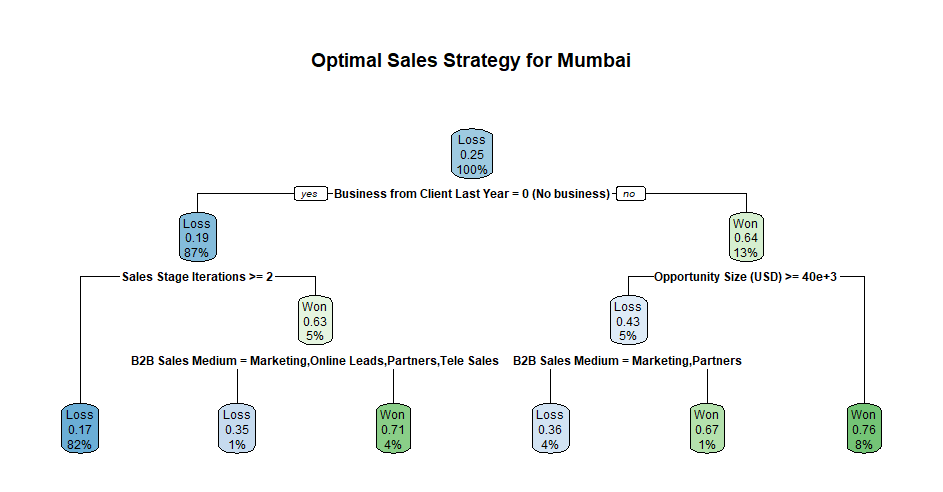 Optimal Sales Strategy for Mumbai
Loss
0.25
100%
yes
Business from Client Last Year = 0 (No business)
no
Loss
0.19
87%
Won
0.64
13%
Sales Stage Iterations >= 2
Opportunity Size (USD) >= 40e+3
Won
0.63
5%
Loss
0.43
5%
B2B Sales Medium = Marketing,Online Leads,Partners,Tele Sales
B2B Sales Medium = Marketing,Partners
Loss
0.17
82%
Loss
0.35
1%
Won
0.71
4%
Loss
0.36
4%
Won
0.67
1%
Won
0.76
8%